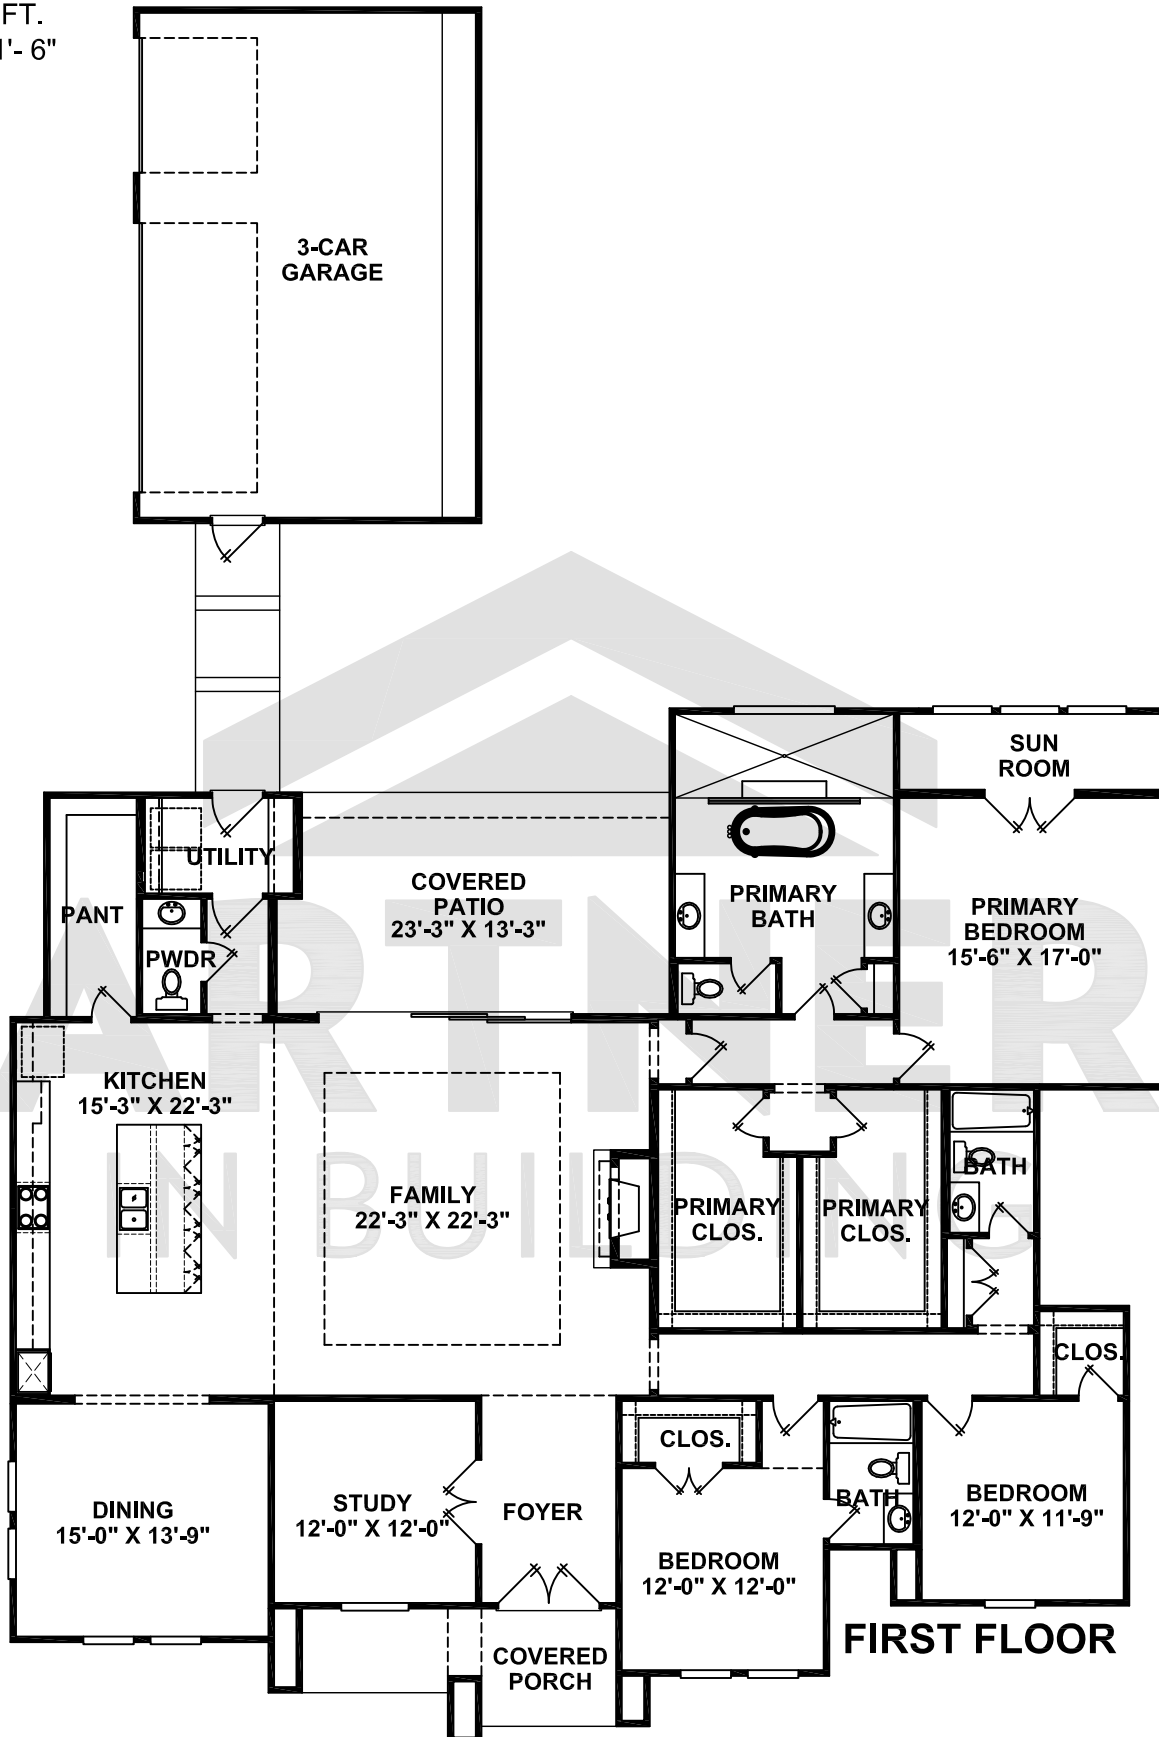 FT.
1'- 6"
3-CAR
GARAGE
SUN
ROOM
UTILITY
COVERED
PATIO
23'-3" X 13'-3"
PRIMARY
BATH
PANT
PRIMARY
BEDROOM
15'-6" X 17'-0"
PWDR
ARTNER
KITCHEN
15'-3" X 22'-3"
IN BUILDING
BATH
FAMILY
22'-3" X 22'-3"
PRIMARY
CLOS.
PRIMARY
CLOS.
CLOS.
CLOS.
DINING
15'-0" X 13'-9"
STUDY
12'-0" X 12'-0"
FOYER
BATH
BEDROOM
12'-0" X 11'-9"
BEDROOM
12'-0" X 12'-0"
FIRST FLOOR
COVERED
PORCH